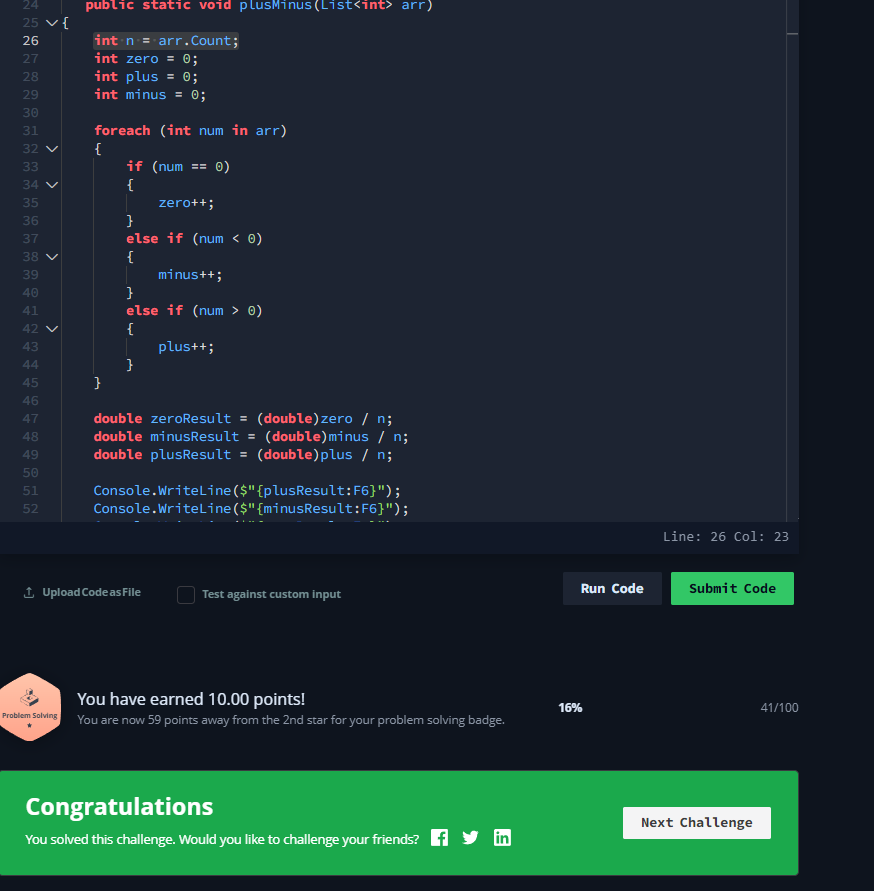 24 public static void plusMinus(List<int> arr)
25 {
26 int n = arr.Count;
27 int zero = 0;
28 int plus = 0;
29 int minus = 0;
30
31 foreach (int num in arr)
32 {
33 if (num == 0)
34 {
35 zero++;
36 }
37 else if (num < 0)
38 {
39 minus++;
40 }
41 else if (num > 0)
42 {
43 plus++;
44 }
45 }
46
47 double zeroResult = (double)zero / n;
48 double minusResult = (double)minus / n;
49 double plusResult = (double)plus / n;
50
51 Console.WriteLine($"{plusResult:F6}");
52 Console.WriteLine($"{minusResult:F6}");
Line: 26 Col: 23
Upload Code as File
Test against custom input
Run Code
Submit Code
Problem Solving
You have earned 10.00 points!
You are now 59 points away from the 2nd star for your problem solving badge.
16%
41/100
Congratulations
You solved this challenge. Would you like to challenge your friends?
Next Challenge